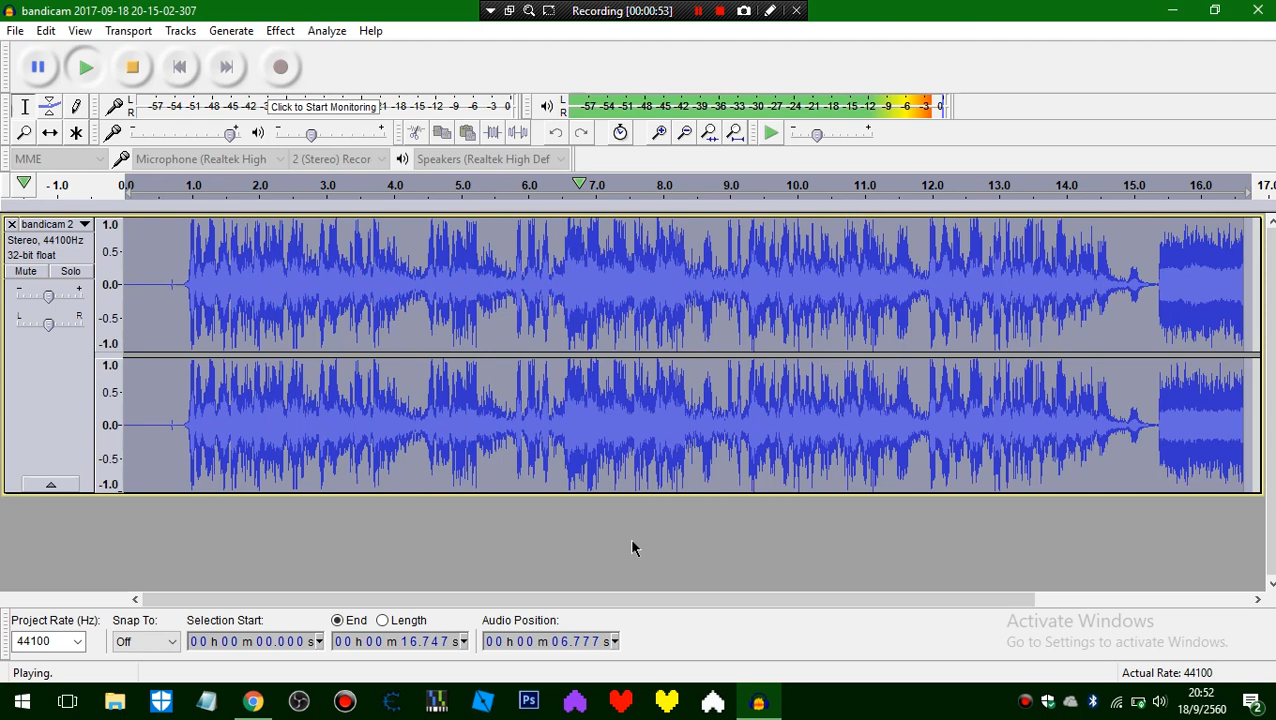 bandicam 2017-09-18 20-15-02-307
Recording [00:00:53]
File Edit View Transport Tracks Generate Effect Analyze Help
L R -57 -54 -51 -48 -45 -42 -3 Click to Start Monitoring 1 -18 -15 -12 -9 -6 -3 0
L R -57 -54 -51 -48 -45 -42 -39 -36 -33 -30 -27 -24 -21 -18 -15 -12 -9 -6 -3 0
- + - + - +
MME Microphone (Realtek High 2 (Stereo) Recor Speakers (Realtek High Def
- 1.0 0.0 1.0 2.0 3.0 4.0 5.0 6.0 7.0 8.0 9.0 10.0 11.0 12.0 13.0 14.0 15.0 16.0 17.0
bandicam 2
Stereo, 44100Hz
32-bit float
Mute Solo
- +
L R
1.0
0.5
0.0
-0.5
-1.0
1.0
0.5
0.0
-0.5
-1.0
Project Rate (Hz): Snap To: Selection Start: End Length Audio Position:
44100 Off 00 h 00 m 00.000 s 00 h 00 m 16.747 s 00 h 00 m 06.777 s
Activate Windows
Go to Settings to activate Windows.
Playing. Actual Rate: 44100
Ps
20:52
18/9/2560
2